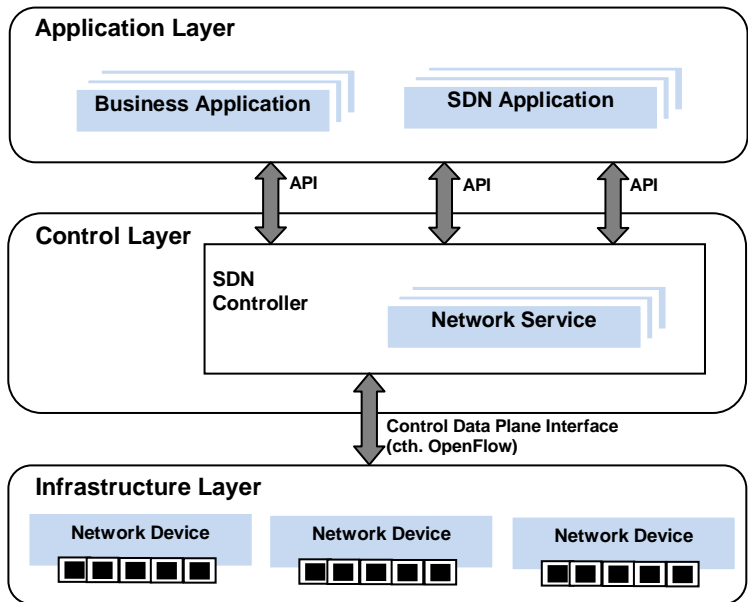 Application Layer
Business Application
SDN Application
API
API
API
Control Layer
SDN
Controller
Network Service
Control Data Plane Interface
(cth. OpenFlow)
Infrastructure Layer
Network Device
Network Device
Network Device